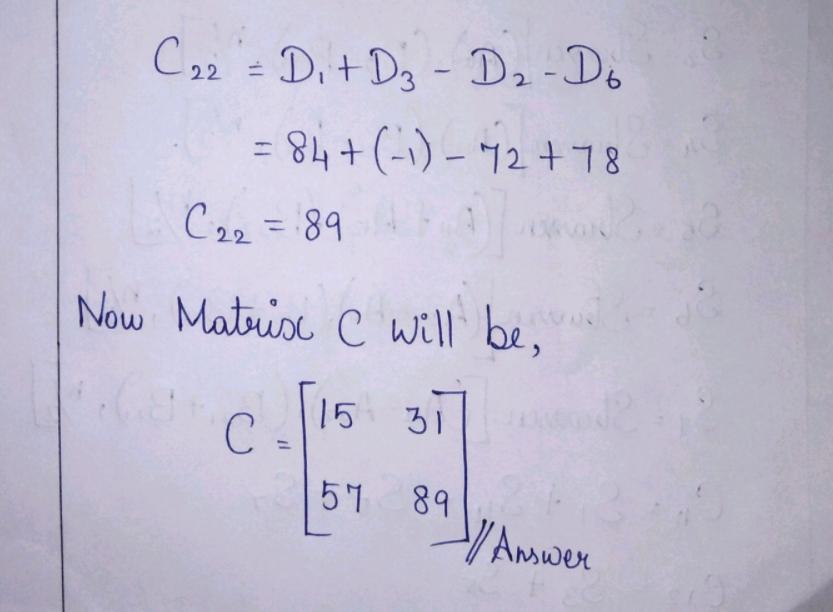 C₂₂ = D₁ + D₃ - D₂ - D₆
= 84 + (-1) - 72 + 78
C₂₂ = 89
Now Matrix C will be,
C = [15 31
57 89]
// Answer